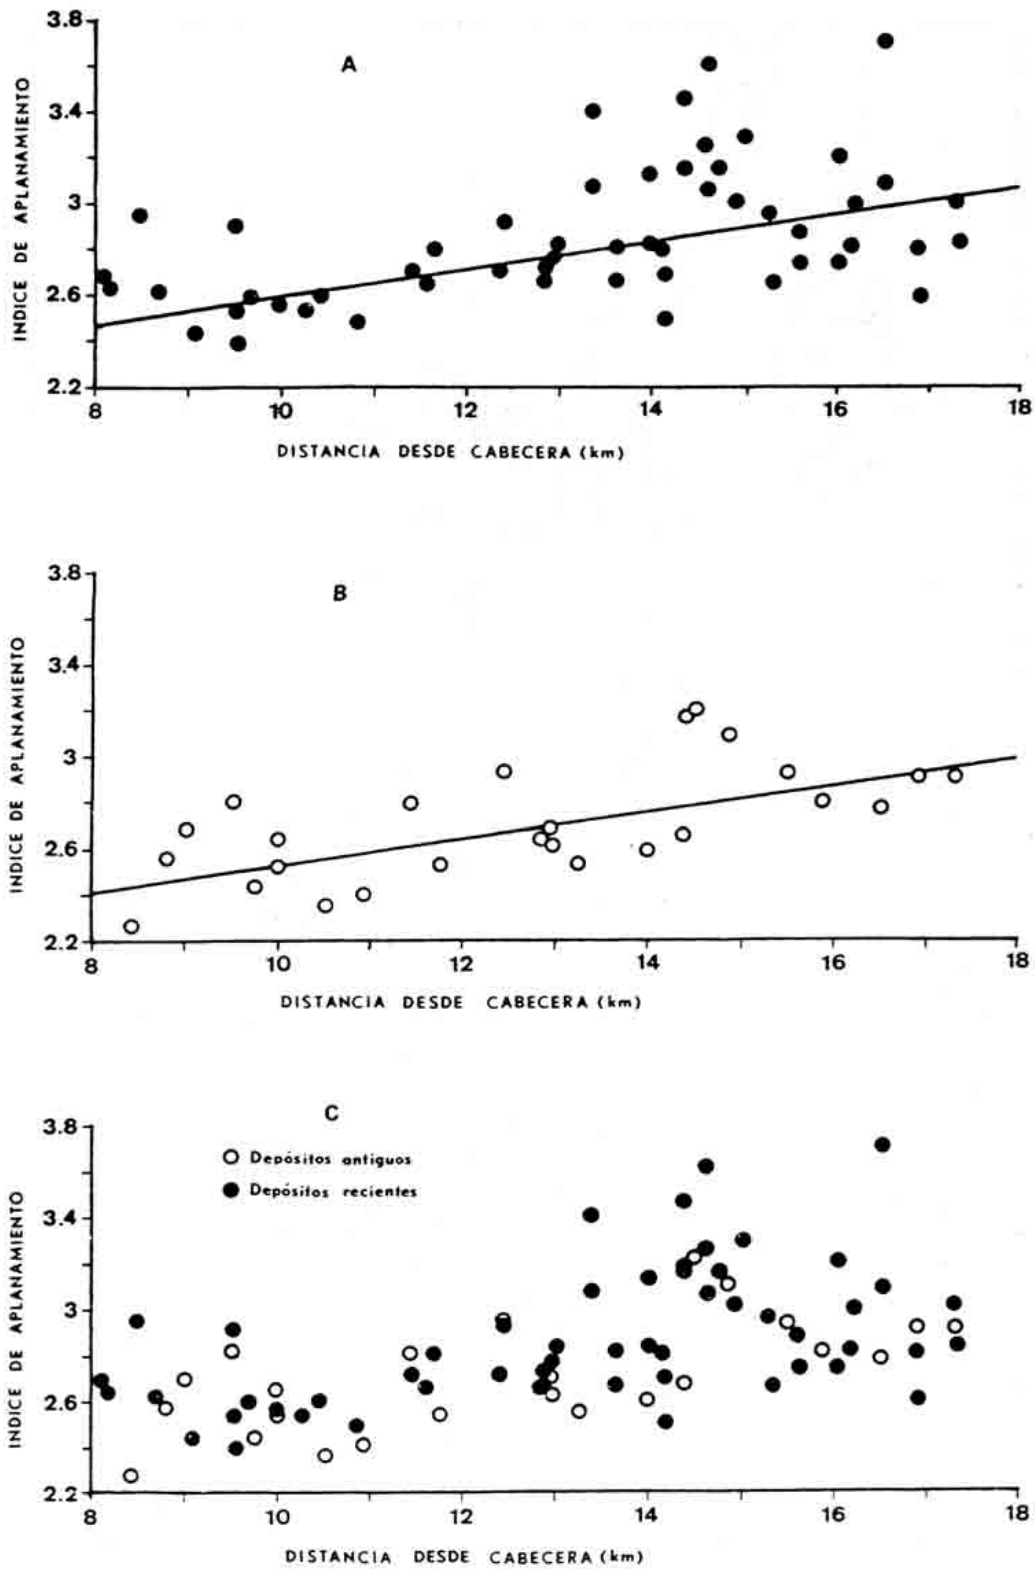 A
INDICE DE APLANAMIENTO
3.8
3.4
3
2.6
2.2
8 10 12 14 16 18
DISTANCIA DESDE CABECERA (km)
B
INDICE DE APLANAMIENTO
3.8
3.4
3
2.6
2.2
8 10 12 14 16 18
DISTANCIA DESDE CABECERA (km)
C
INDICE DE APLANAMIENTO
3.8
3.4
3
2.6
2.2
Depósitos antiguos
Depósitos recientes
8 10 12 14 16 18
DISTANCIA DESDE CABECERA (km)